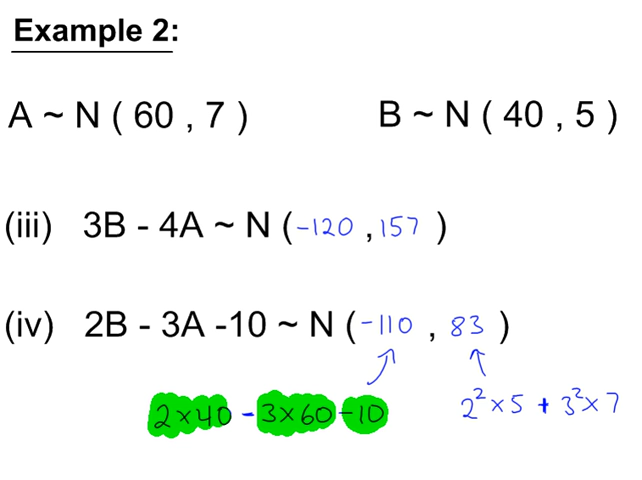 Example 2:
A ~ N ( 60 , 7 ) B ~ N ( 40 , 5 )
(iii) 3B - 4A ~ N ( -120 , 157 )
(iv) 2B - 3A -10 ~ N ( -110 , 83 )
2×40 - 3×60 -10 2²×5 + 3²×7